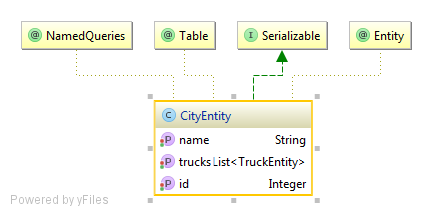 @ NamedQueries
@ Table
I Serializable
@ Entity
C CityEntity
P name String
P trucks List<TruckEntity>
P id Integer
Powered by yFiles